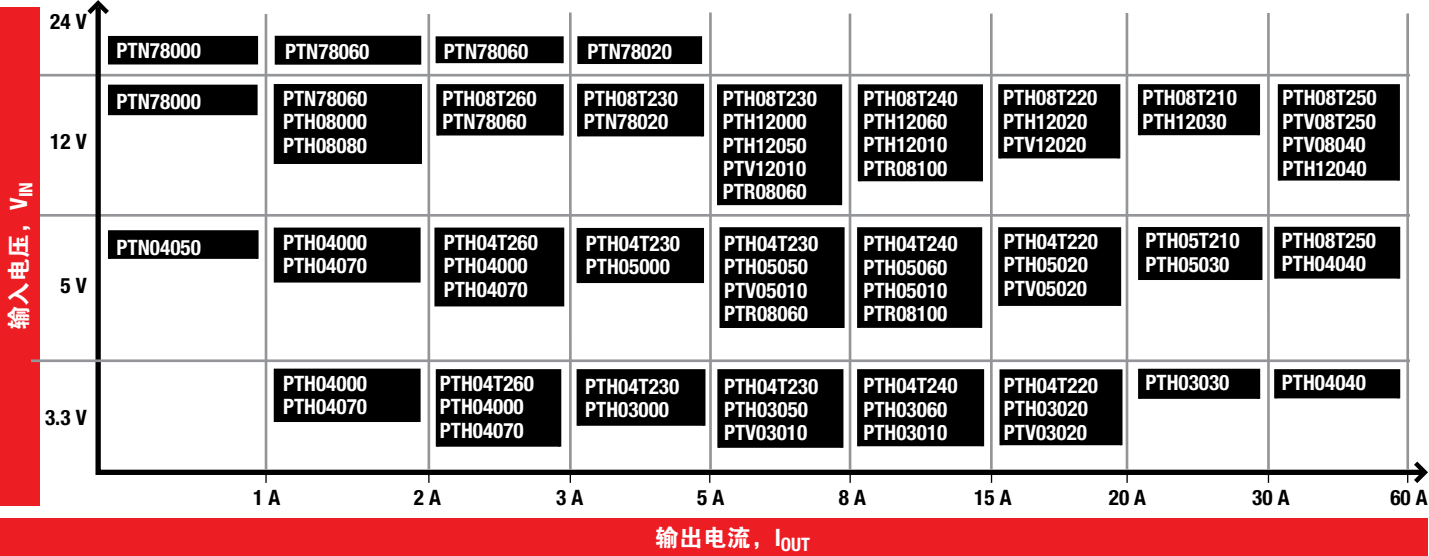 24 V
PTN78000
PTN78060
PTN78060
PTN78020
12 V
PTN78000
PTN78060
PTH08000
PTH08080
PTH08T260
PTN78060
PTH08T230
PTN78020
PTH08T230
PTH12000
PTH12050
PTV12010
PTR08060
PTH08T240
PTH12060
PTH12010
PTR08100
PTH08T220
PTH12020
PTV12020
PTH08T210
PTH12030
PTH08T250
PTV08T250
PTV08040
PTH12040
5 V
PTN04050
PTH04000
PTH04070
PTH04T260
PTH04000
PTH04070
PTH04T230
PTH05000
PTH04T230
PTH05050
PTV05010
PTR08060
PTH04T240
PTH05060
PTH05010
PTR08100
PTH04T220
PTH05020
PTV05020
PTH05T210
PTH05030
PTH08T250
PTH04040
3.3 V
PTH04000
PTH04070
PTH04T260
PTH04000
PTH04070
PTH04T230
PTH03000
PTH04T230
PTH03050
PTV03010
PTH04T240
PTH03060
PTH03010
PTH04T220
PTH03020
PTV03020
PTH03030
PTH04040
输入电压，VIN
1 A
2 A
3 A
5 A
8 A
15 A
20 A
30 A
60 A
输出电流，IOUT